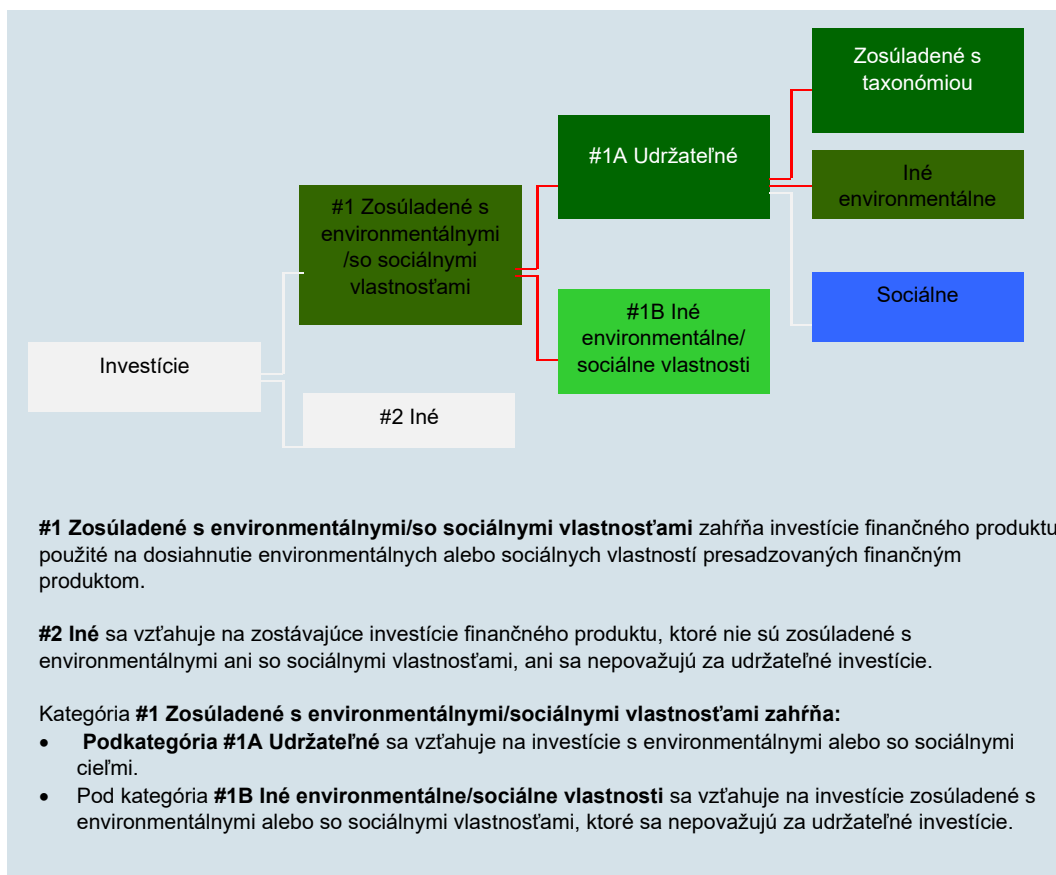 Zosúladené s
taxonómiou
#1A Udržateľné
Iné
environmentálne
#1 Zosúladené s
environmentálnymi
/so sociálnymi
vlastnosťami
Sociálne
#1B Iné
environmentálne/
sociálne vlastnosti
Investície
#2 Iné
#1 Zosúladené s environmentálnymi/so sociálnymi vlastnosťami zahŕňa investície finančného produktu
použité na dosiahnutie environmentálnych alebo sociálnych vlastností presadzovaných finančným
produktom.
#2 Iné sa vzťahuje na zostávajúce investície finančného produktu, ktoré nie sú zosúladené s
environmentálnymi ani so sociálnymi vlastnosťami, ani sa nepovažujú za udržateľné investície.
Kategória #1 Zosúladené s environmentálnymi/sociálnymi vlastnosťami zahŕňa:
• Podkategória #1A Udržateľné sa vzťahuje na investície s environmentálnymi alebo so sociálnymi
cieľmi.
• Pod kategória #1B Iné environmentálne/sociálne vlastnosti sa vzťahuje na investície zosúladené s
environmentálnymi alebo so sociálnymi vlastnosťami, ktoré sa nepovažujú za udržateľné investície.